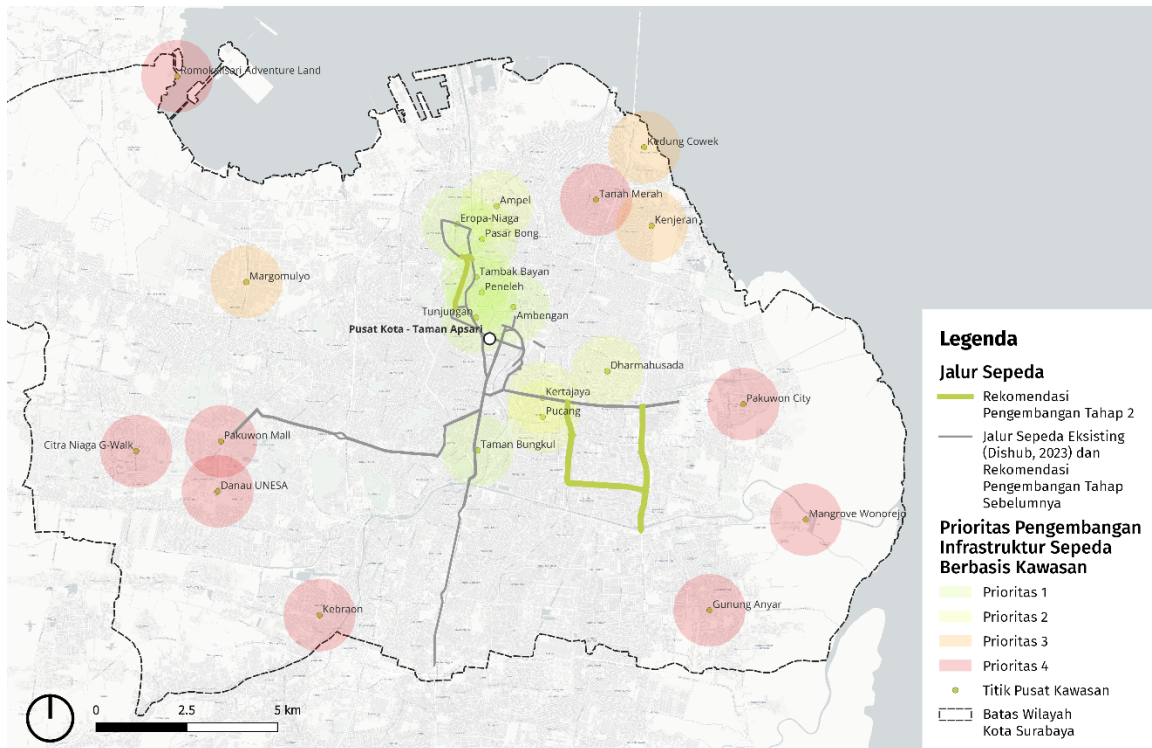 Romokalisari Adventure Land
Kedung Cowek
Tanah Merah
Ampel
Eropa-Niaga
Kenjeran
Pasar Bong
Tambak Bayan
Margomulyo
Peneleh
Tunjungan
Ambengan
Pusat Kota - Taman Apsari
Dharmahusada
Kertajaya
Pakuwon City
Pucang
Pakuwon Mall
Citra Niaga G-Walk
Taman Bungkul
Danau UNESA
Mangrove Wonorejo
Gunung Anyar
Kebraon
0
2.5
5 km
Legenda
Jalur Sepeda
Rekomendasi
Pengembangan Tahap 2
Jalur Sepeda Eksisting
(Dishub, 2023) dan
Rekomendasi
Pengembangan Tahap
Sebelumnya
Prioritas Pengembangan
Infrastruktur Sepeda
Berbasis Kawasan
Prioritas 1
Prioritas 2
Prioritas 3
Prioritas 4
Titik Pusat Kawasan
Batas Wilayah
Kota Surabaya